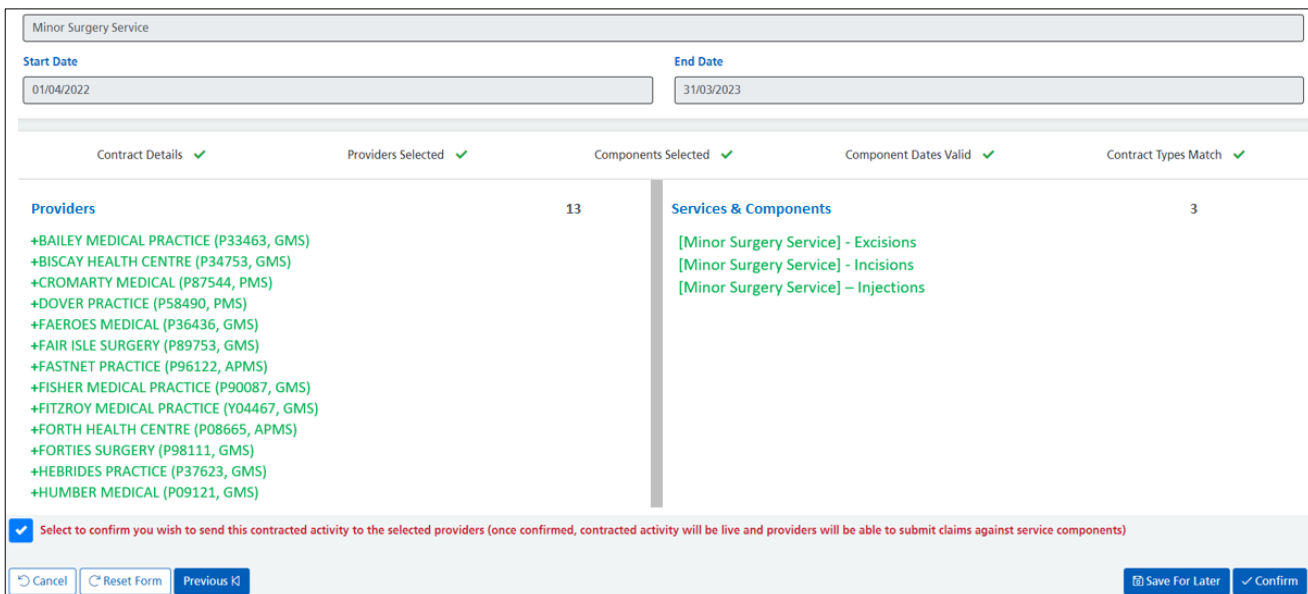 Minor Surgery Service
Start Date
End Date
01/04/2022
31/03/2023
Contract Details
Providers Selected
Components Selected
Component Dates Valid
Contract Types Match
Providers 13
+BAILEY MEDICAL PRACTICE (P33463, GMS)
+BISCAY HEALTH CENTRE (P34753, GMS)
+CROMARTY MEDICAL (P87544, PMS)
+DOVER PRACTICE (P58490, PMS)
+FAEROES MEDICAL (P36436, GMS)
+FAIR ISLE SURGERY (P89753, GMS)
+FASTNET PRACTICE (P96122, APMS)
+FISHER MEDICAL PRACTICE (P90087, GMS)
+FITZROY MEDICAL PRACTICE (Y04467, GMS)
+FORTH HEALTH CENTRE (P08665, APMS)
+FORTIES SURGERY (P98111, GMS)
+HEBRIDES PRACTICE (P37623, GMS)
+HUMBER MEDICAL (P09121, GMS)
Services & Components 3
[Minor Surgery Service] - Excisions
[Minor Surgery Service] - Incisions
[Minor Surgery Service] – Injections
Select to confirm you wish to send this contracted activity to the selected providers (once confirmed, contracted activity will be live and providers will be able to submit claims against service components)
Cancel
Reset Form
Previous
Save For Later
Confirm